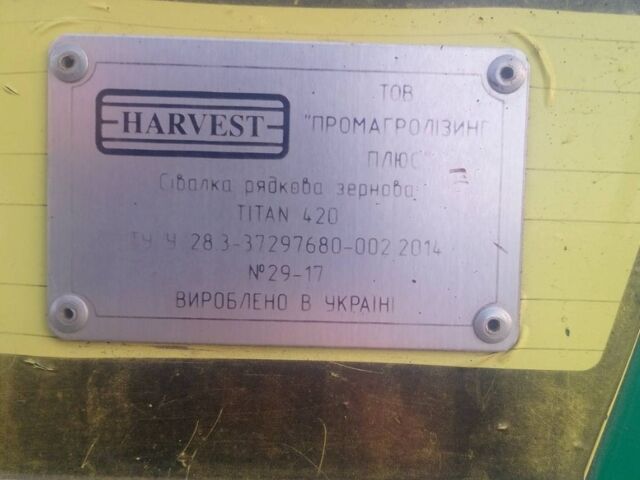 HARVEST
ТОВ
"ПРОМАГРОЛІЗИНГ
ПЛЮС"
Сівалка рядкова зернова
TITAN 420
ТУ У 28.3-37297680-002:2014
№29-17
ВИРОБЛЕНО В УКРАЇНІ